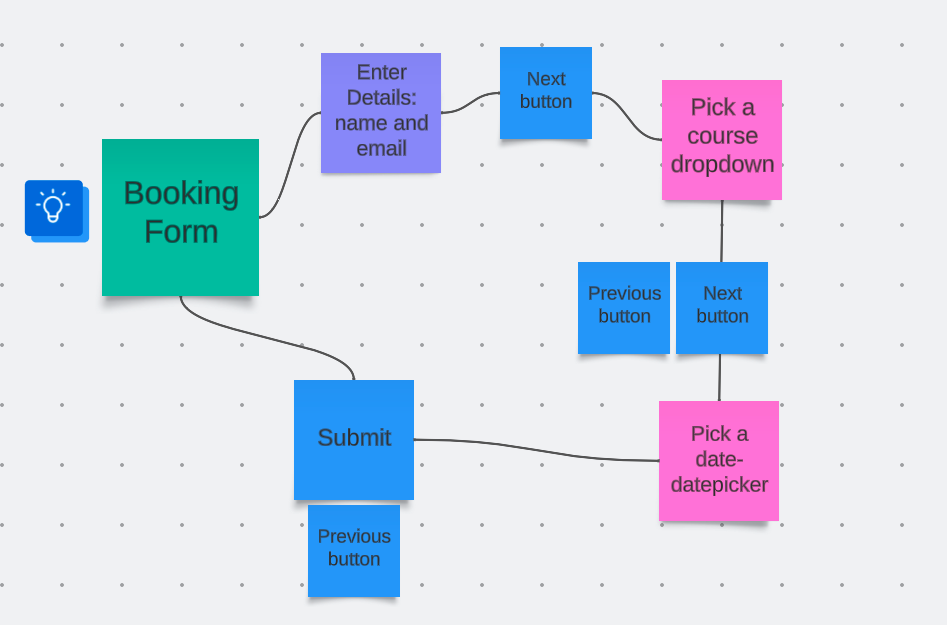 Booking
Form
Enter
Details:
name and
email
Next
button
Pick a
course
dropdown
Previous
button
Next
button
Pick a
date-
datepicker
Submit
Previous
button